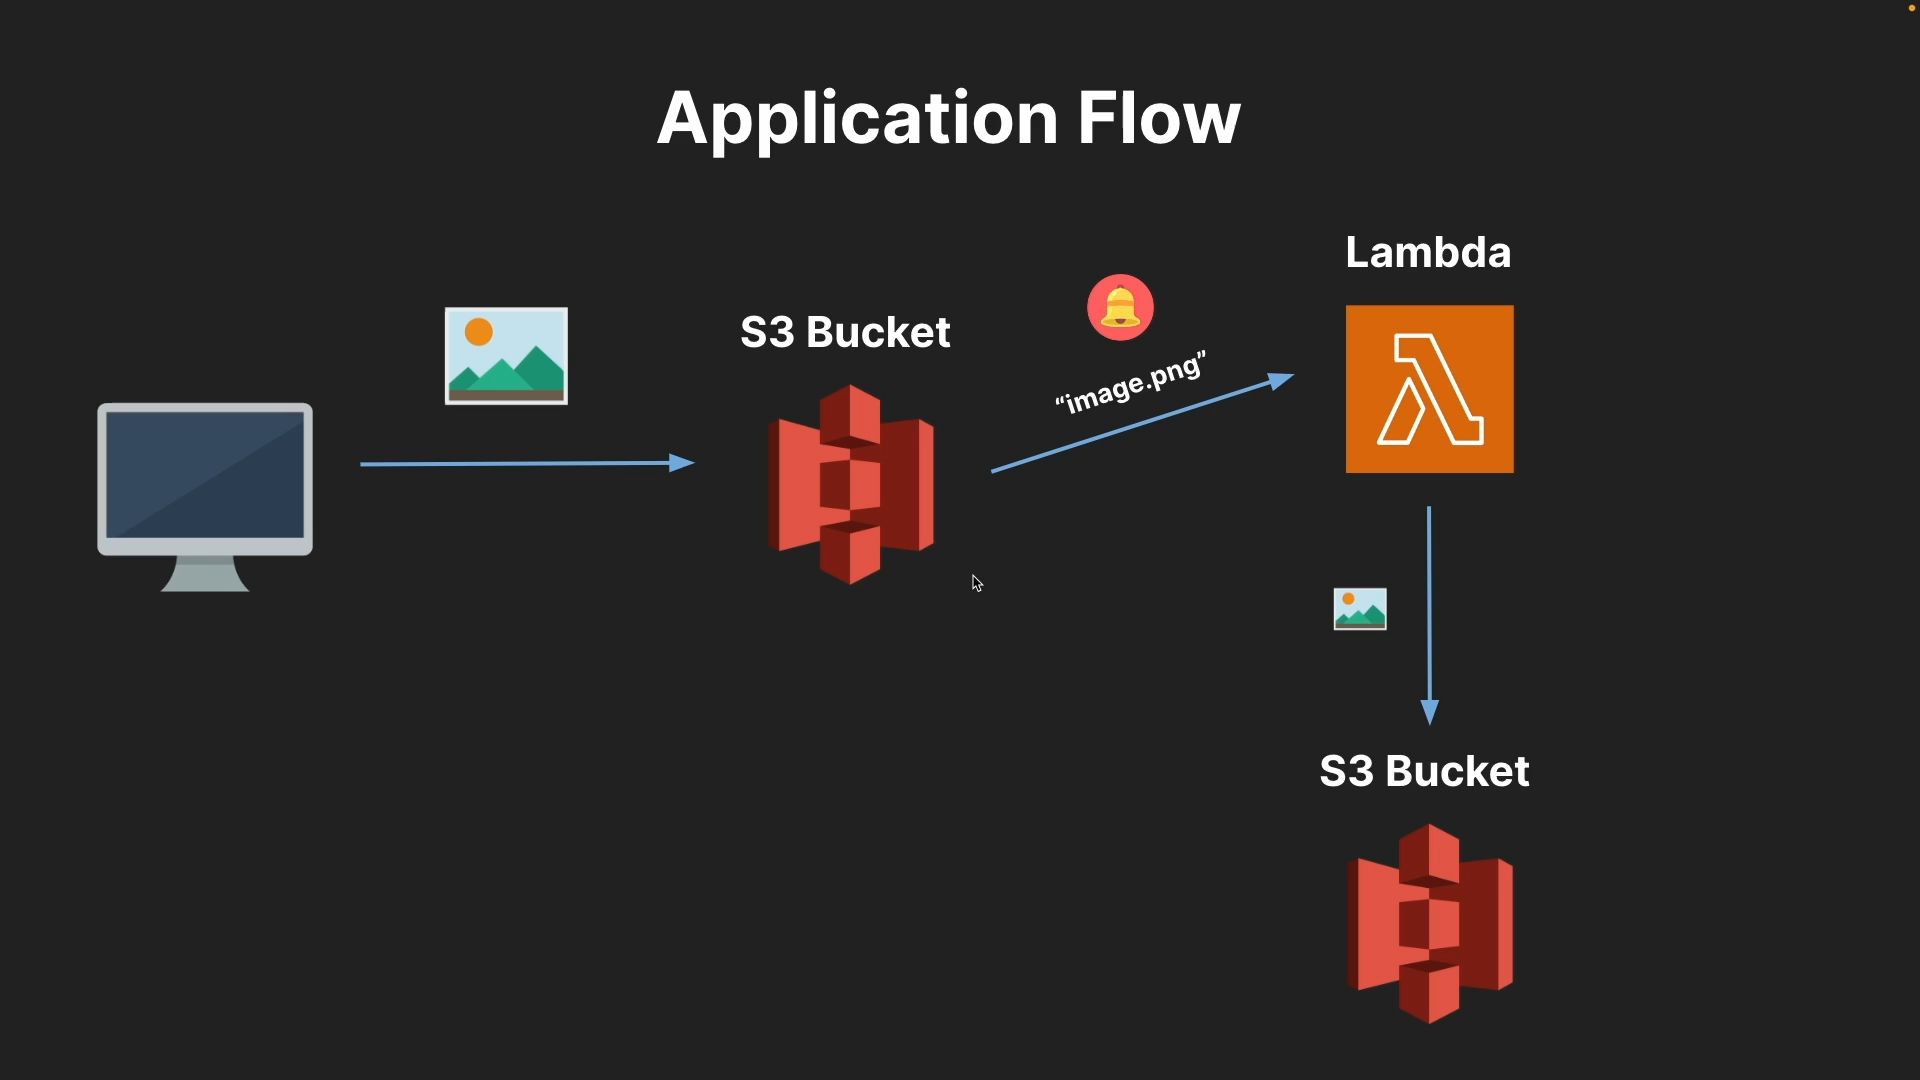 Application Flow
Lambda
S3 Bucket
“image.png”
S3 Bucket